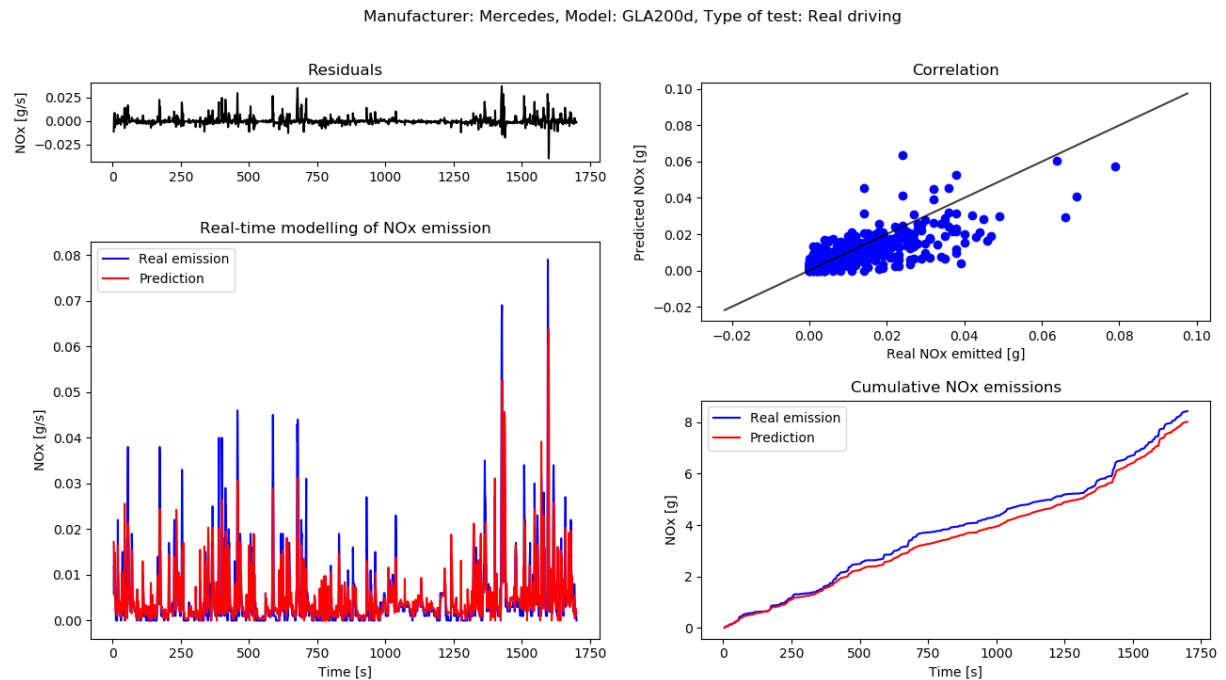 Manufacturer: Mercedes, Model: GLA200d, Type of test: Real driving
Residuals
NOx [g/s]
0.025
0.000
−0.025
0 250 500 750 1000 1250 1500 1750
Real-time modelling of NOx emission
Real emission
Prediction
NOx [g/s]
0.08
0.07
0.06
0.05
0.04
0.03
0.02
0.01
0.00
0 250 500 750 1000 1250 1500 1750
Time [s]
Correlation
Predicted NOx [g]
0.10
0.08
0.06
0.04
0.02
0.00
−0.02
−0.02 0.00 0.02 0.04 0.06 0.08 0.10
Real NOx emitted [g]
Cumulative NOx emissions
Real emission
Prediction
NOx [g]
8
6
4
2
0
0 250 500 750 1000 1250 1500 1750
Time [s]